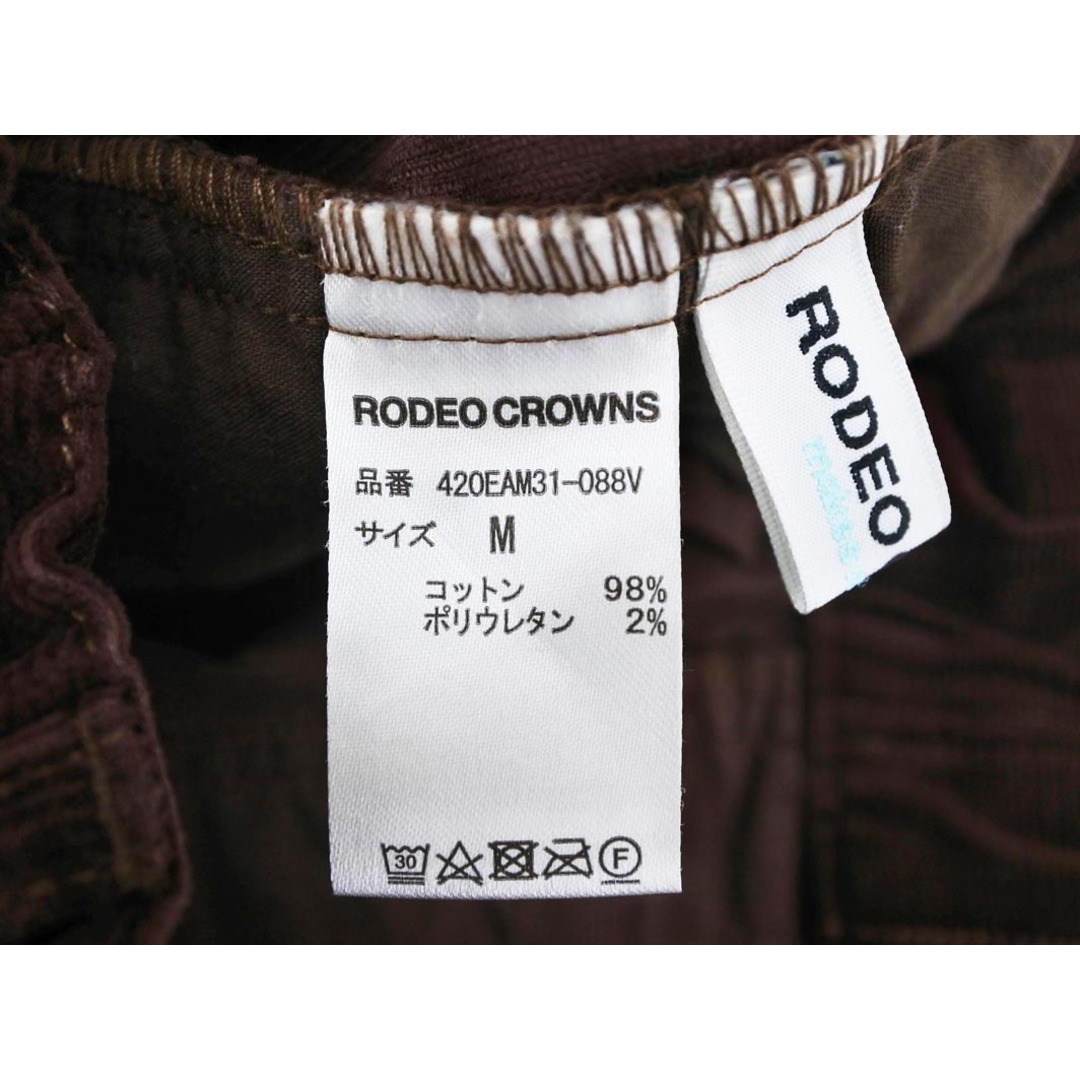 RODEO CROWNS
品番 420EAM31-088V
サイズ M
コットン 98%
ポリウレタン 2%
30
F
RODEO